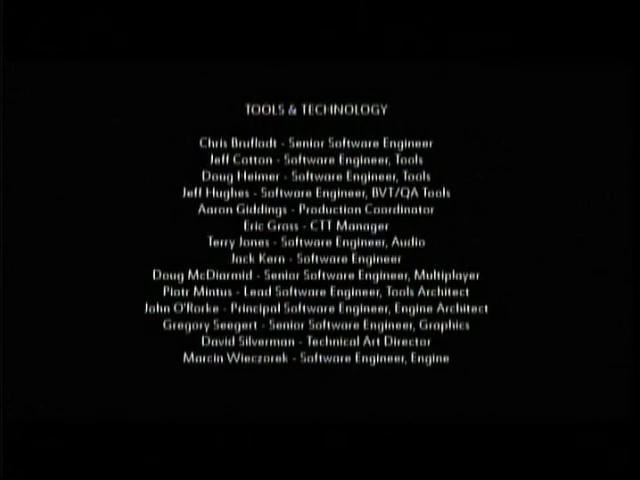 TOOLS & TECHNOLOGY
Chris Brufladt - Senior Software Engineer
Jeff Cotton - Software Engineer, Tools
Doug Heimer - Software Engineer, Tools
Jeff Hughes - Software Engineer, BVT/QA Tools
Aaron Giddings - Production Coordinator
Eric Gross - CTT Manager
Terry Jones - Software Engineer, Audio
Jack Kern - Software Engineer
Doug McDiarmid - Senior Software Engineer, Multiplayer
Piotr Mintus - Lead Software Engineer, Tools Architect
John O'Rorke - Principal Software Engineer, Engine Architect
Gregory Seegert - Senior Software Engineer, Graphics
David Silverman - Technical Art Director
Marcin Wieczorek - Software Engineer, Engine